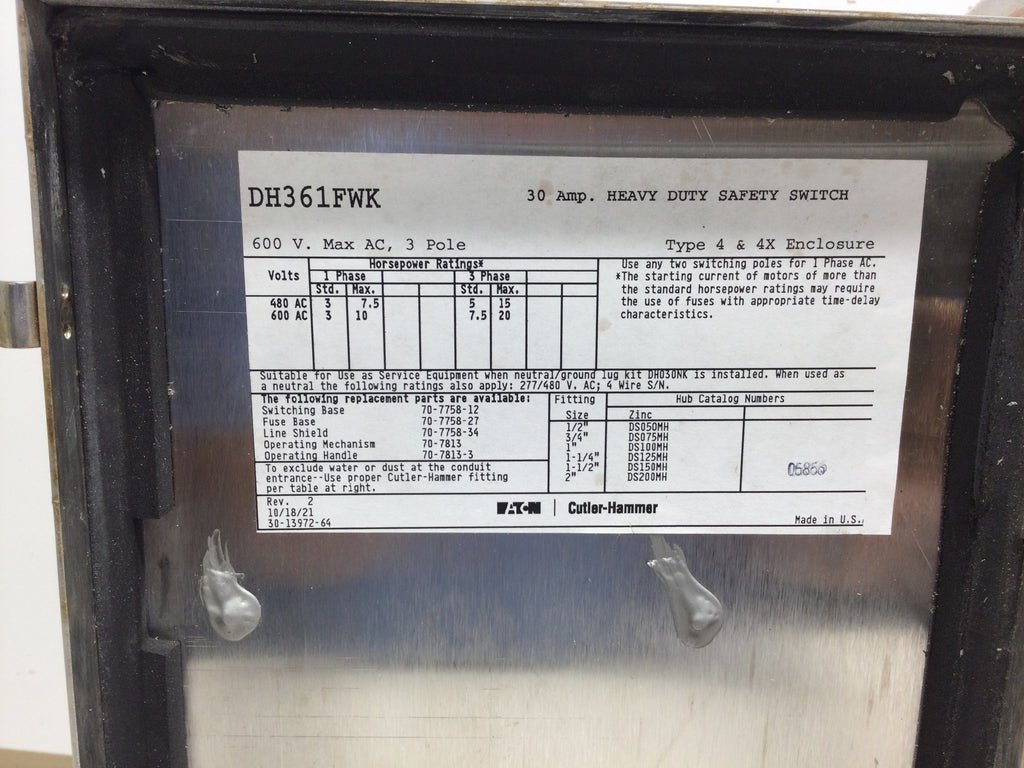 DH361FWK
30 Amp. HEAVY DUTY SAFETY SWITCH
600 V. Max AC, 3 Pole
Type 4 & 4X Enclosure
Horsepower Ratings*
Volts
1 Phase
3 Phase
Std. Max.
Std. Max.
480 AC 3 7.5 5 15
600 AC 3 10 7.5 20
Use any two switching poles for 1 Phase AC.
*The starting current of motors of more than
the standard horsepower ratings may require
the use of fuses with appropriate time-delay
characteristics.
Suitable for Use as Service Equipment when neutral/ground lug kit DH030NK is installed. When used as
a neutral the following ratings also apply: 277/480 V. AC; 4 Wire S/N.
The following replacement parts are available:
Switching Base 70-7758-12
Fuse Base 70-7758-27
Line Shield 70-7758-34
Operating Mechanism 70-7813
Operating Handle 70-7813-3
To exclude water or dust at the conduit
entrance--Use proper Cutler-Hammer fitting
per table at right.
Fitting
Size
Hub Catalog Numbers
Zinc
1/2" DS050MH
3/4" DS075MH
1" DS100MH
1-1/4" DS125MH
1-1/2" DS150MH
2" DS200MH
Rev. 2
10/18/21
30-13972-64
EATON | Cutler-Hammer
Made in U.S.